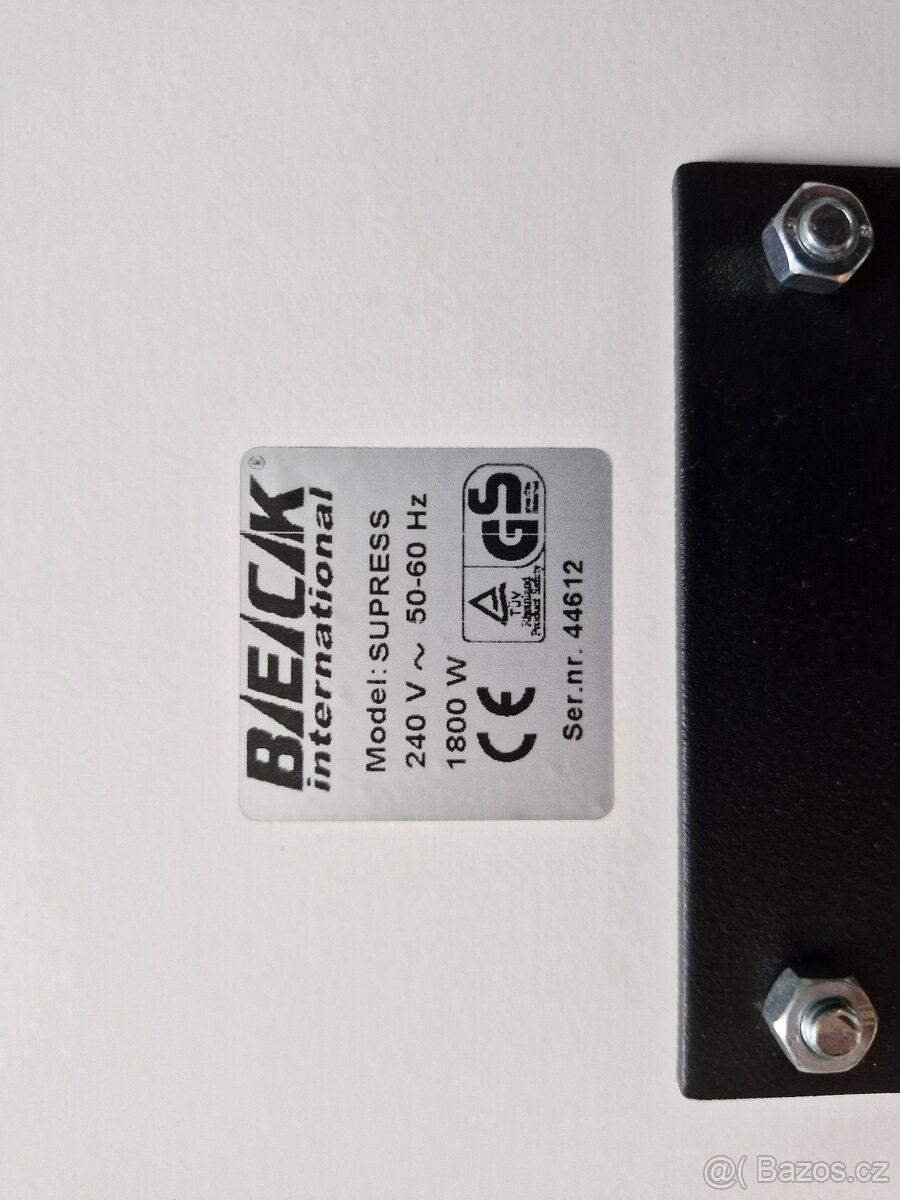 BECK®
international
Model: SUPRESS
240 V ~ 50-60 Hz
1800 W
CE
TÜV
Rheinland
Product Safety
GS
Ser.nr. 44612
@( Bazos.cz